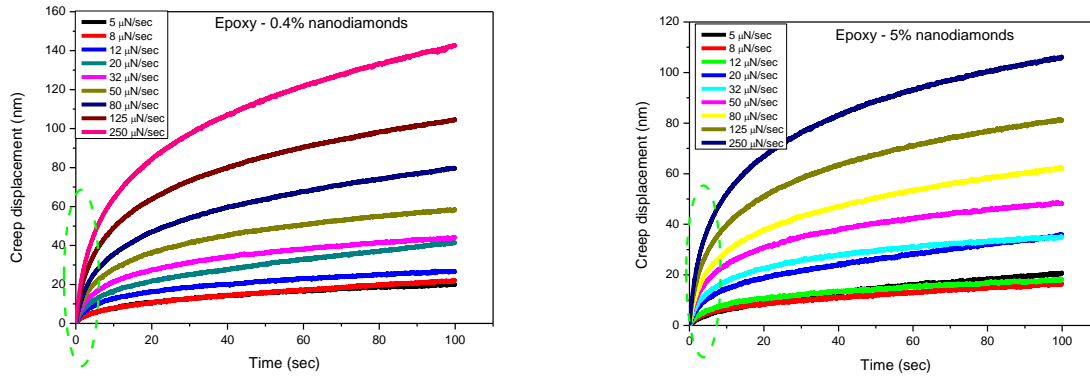 Epoxy - 0.4% nanodiamonds
5 μN/sec
8 μN/sec
12 μN/sec
20 μN/sec
32 μN/sec
50 μN/sec
80 μN/sec
125 μN/sec
250 μN/sec
160
140
120
100
80
60
40
20
0
Creep displacement (nm)
0 20 40 60 80 100
Time (sec)
Epoxy - 5% nanodiamonds
5 μN/sec
8 μN/sec
12 μN/sec
20 μN/sec
32 μN/sec
50 μN/sec
80 μN/sec
125 μN/sec
250 μN/sec
120
100
80
60
40
20
0
Creep displacement (nm)
0 20 40 60 80 100
Time (sec)